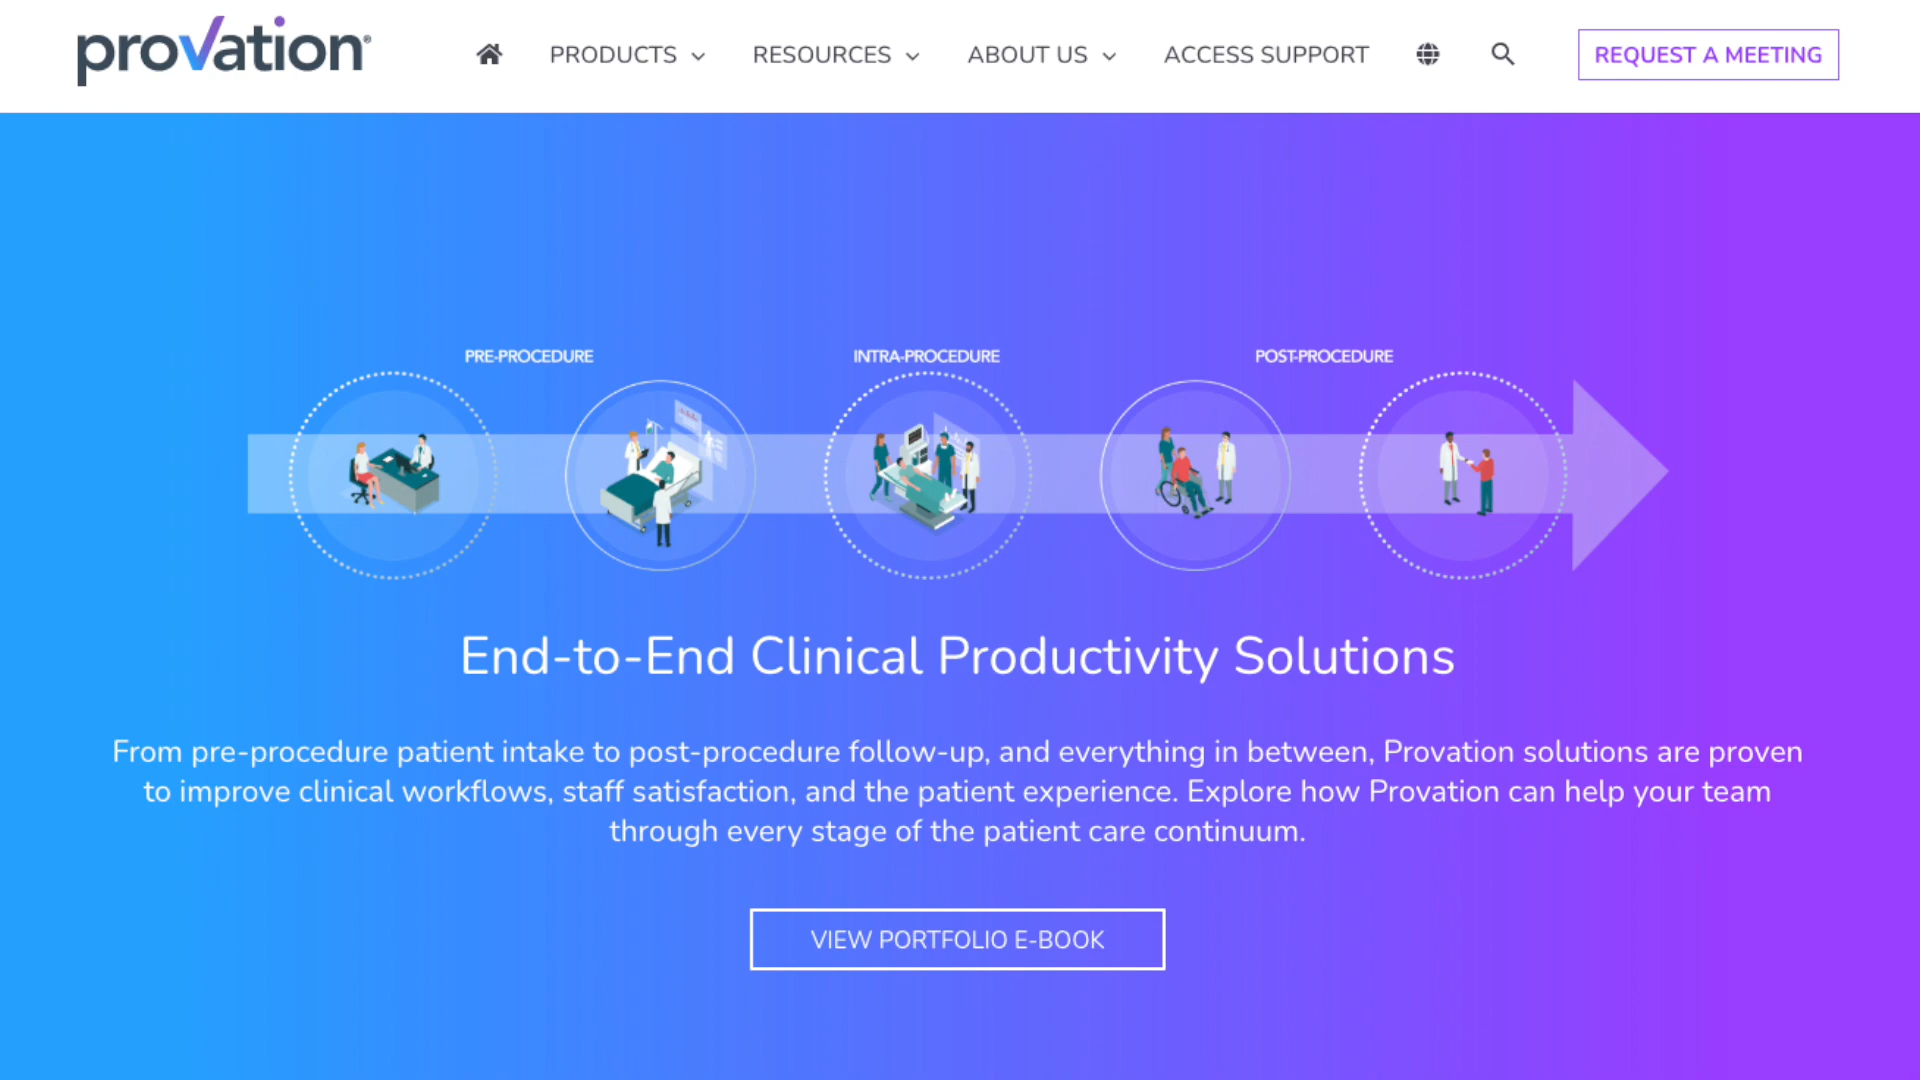 provation®
PRODUCTS
RESOURCES
ABOUT US
ACCESS SUPPORT
REQUEST A MEETING
PRE-PROCEDURE
INTRA-PROCEDURE
POST-PROCEDURE
End-to-End Clinical Productivity Solutions
From pre-procedure patient intake to post-procedure follow-up, and everything in between, Provation solutions are proven
to improve clinical workflows, staff satisfaction, and the patient experience. Explore how Provation can help your team
through every stage of the patient care continuum.
VIEW PORTFOLIO E-BOOK